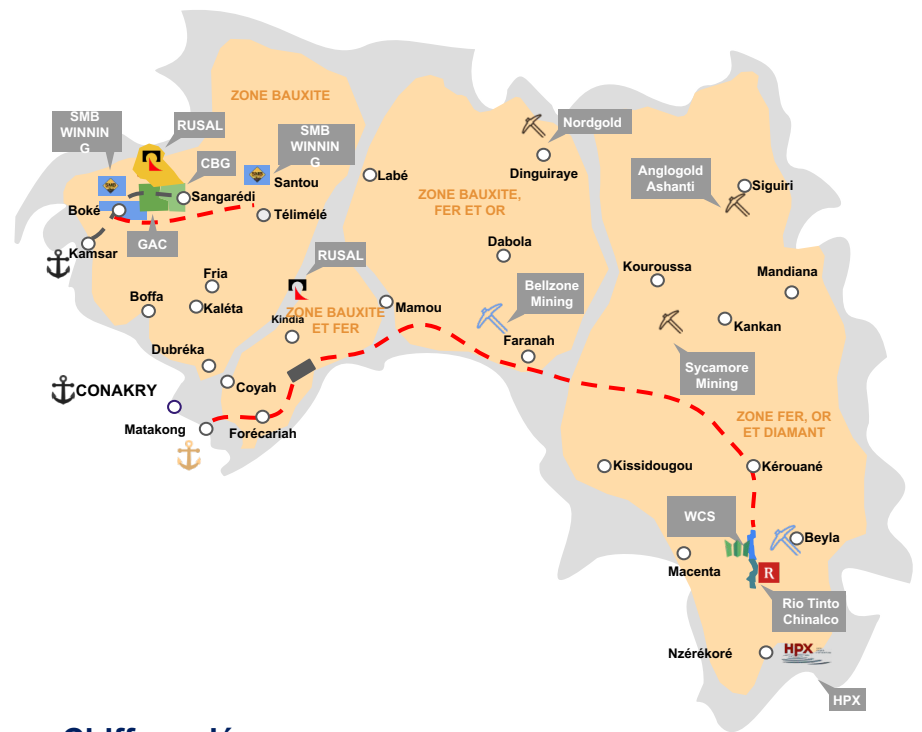 ZONE BAUXITE
SMB
WINNIN
G
RUSAL
SMB
WINNIN
G
CBG
Nordgold
Labé
Dinguiraye
Anglogold
Ashanti
Siguiri
Santou
Sangarédi
Boké
Télimélé
ZONE BAUXITE,
FER ET OR
GAC
Kamsar
RUSAL
Dabola
Fria
Kouroussa
Mandiana
Boffa
Kaléta
Kindia
ZONE BAUXITE
ET FER
Mamou
Bellzone
Mining
Kankan
Faranah
Dubréka
Sycamore
Mining
Coyah
CONAKRY
Matakong
Forécariah
ZONE FER, OR
ET DIAMANT
Kissidougou
Kérouané
WCS
Beyla
Macenta
R
Rio Tinto
Chinalco
Nzérékoré
HPX
HPX